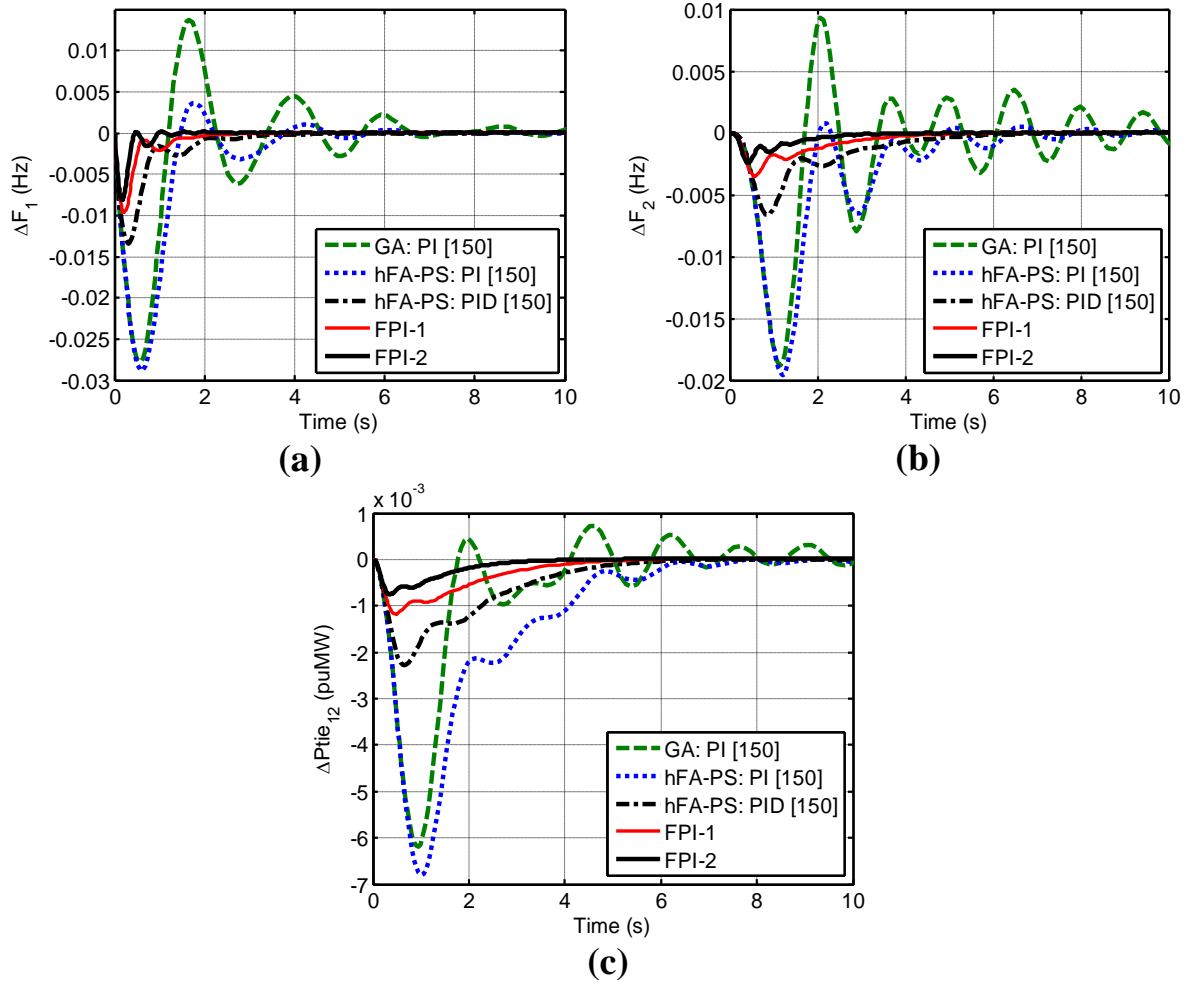 0.01
0.005
0
-0.005
-0.01
-0.015
-0.02
-0.025
-0.03
ΔF1 (Hz)
0 2 4 6 8 10
Time (s)
GA: PI [150]
hFA-PS: PI [150]
hFA-PS: PID [150]
FPI-1
FPI-2
(a)
0.01
0.005
0
-0.005
-0.01
-0.015
-0.02
ΔF2 (Hz)
0 2 4 6 8 10
Time (s)
GA: PI [150]
hFA-PS: PI [150]
hFA-PS: PID [150]
FPI-1
FPI-2
(b)
x 10-3
1
0
-1
-2
-3
-4
-5
-6
-7
ΔPtie12 (puMW)
0 2 4 6 8 10
Time (s)
GA: PI [150]
hFA-PS: PI [150]
hFA-PS: PID [150]
FPI-1
FPI-2
(c)